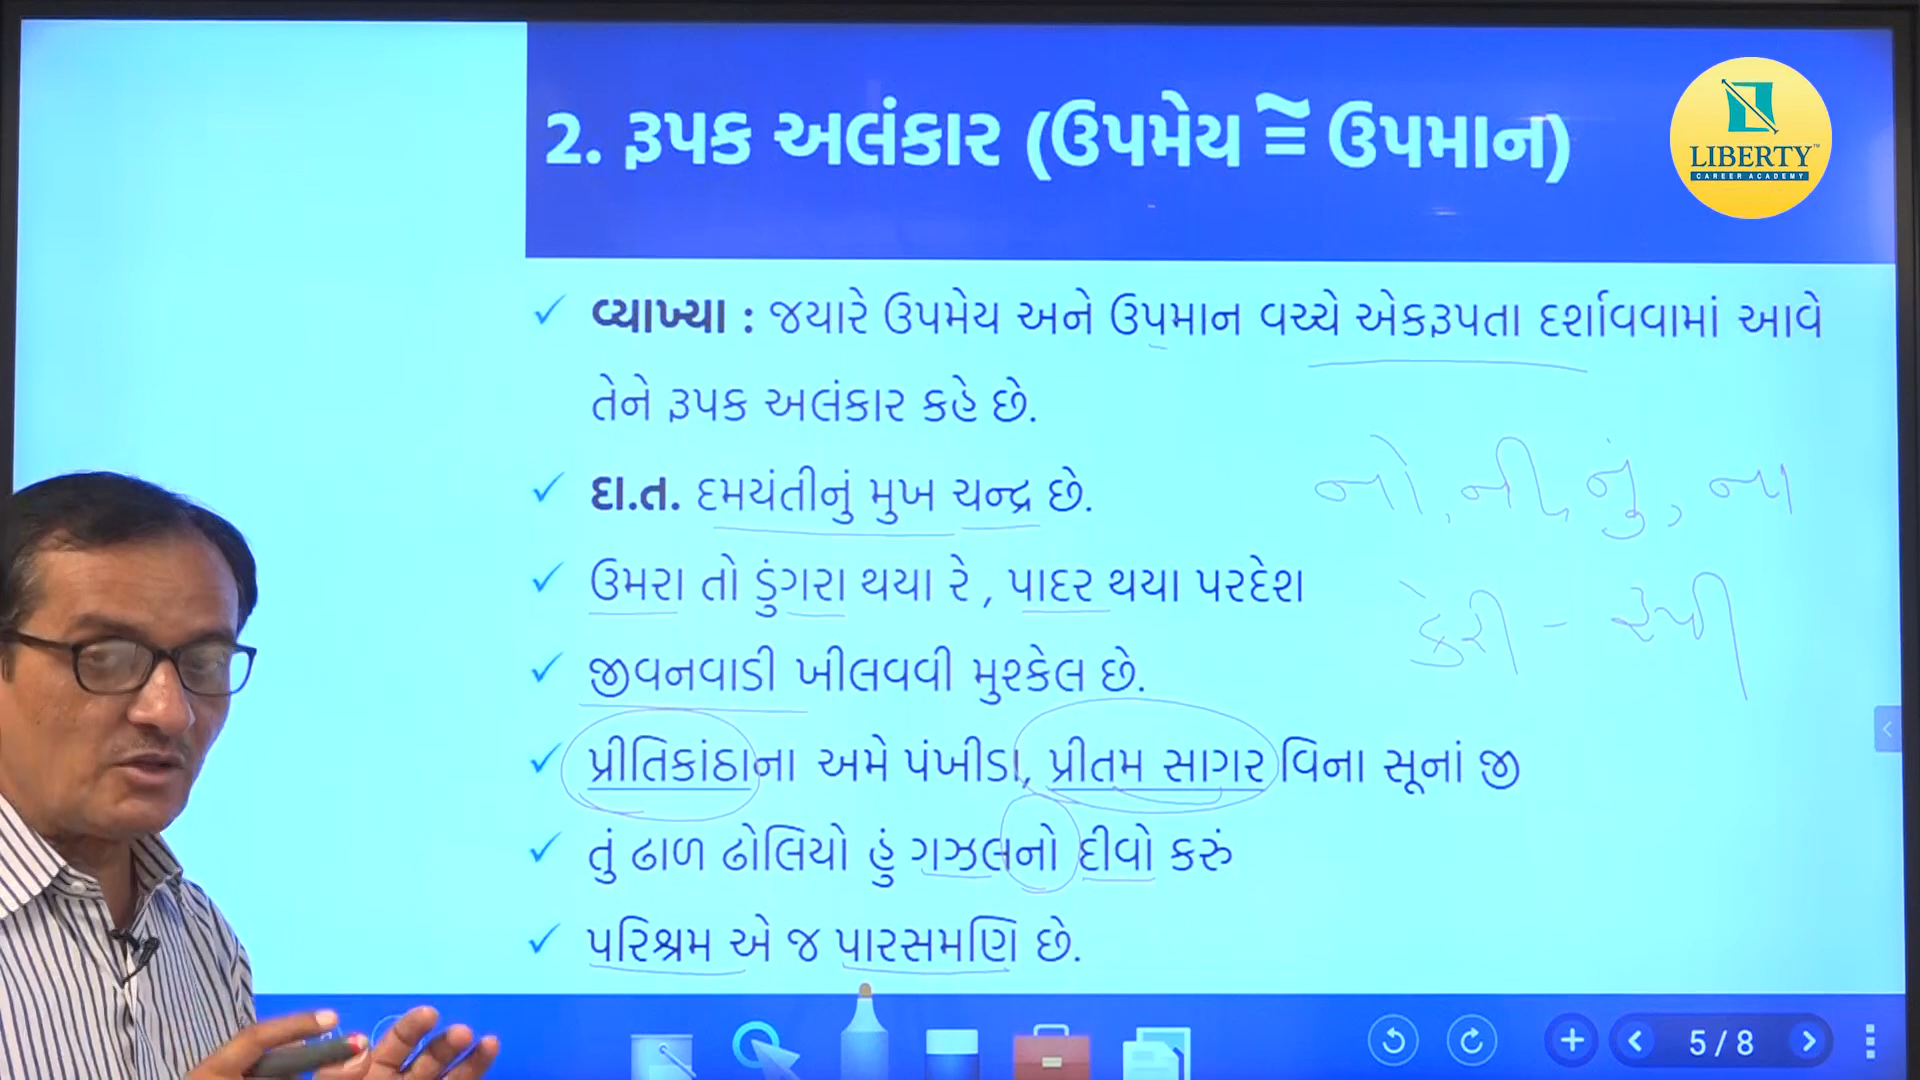 2. રૂપક અલંકાર (ઉપમેય ≅ ઉપમાન)
LIBERTY™
CAREER ACADEMY
✓ વ્યાખ્યા : જયારે ઉપમેય અને ઉપમાન વચ્ચે એકરૂપતા દર્શાવવામાં આવે
તેને રૂપક અલંકાર કહે છે.
✓ દા.ત. દમયંતીનું મુખ ચન્દ્ર છે.
નો, ની, નું, ના
✓ ઉમરા તો ડુંગરા થયા રે , પાદર થયા પરદેશ
કેરી - રૂપી
✓ જીવનવાડી ખીલવવી મુશ્કેલ છે.
✓ પ્રીતિકાંઠાના અમે પંખીડા, પ્રીતમ સાગર વિના સૂનાં જી
✓ તું ઢાળ ઢોલિયો હું ગઝલનો દીવો કરું
✓ પરિશ્રમ એ જ પારસમણિ છે.
5 / 8